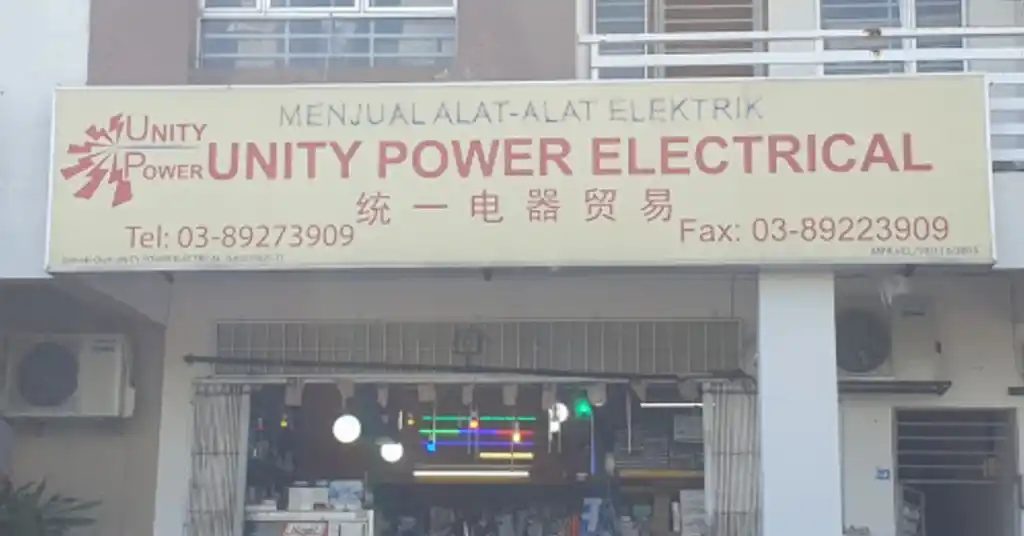 MENJUAL ALAT-ALAT ELEKTRIK
UNITY
POWER
UNITY POWER ELECTRICAL
统一电器贸易
Tel: 03-89273909
Fax: 03-89223909